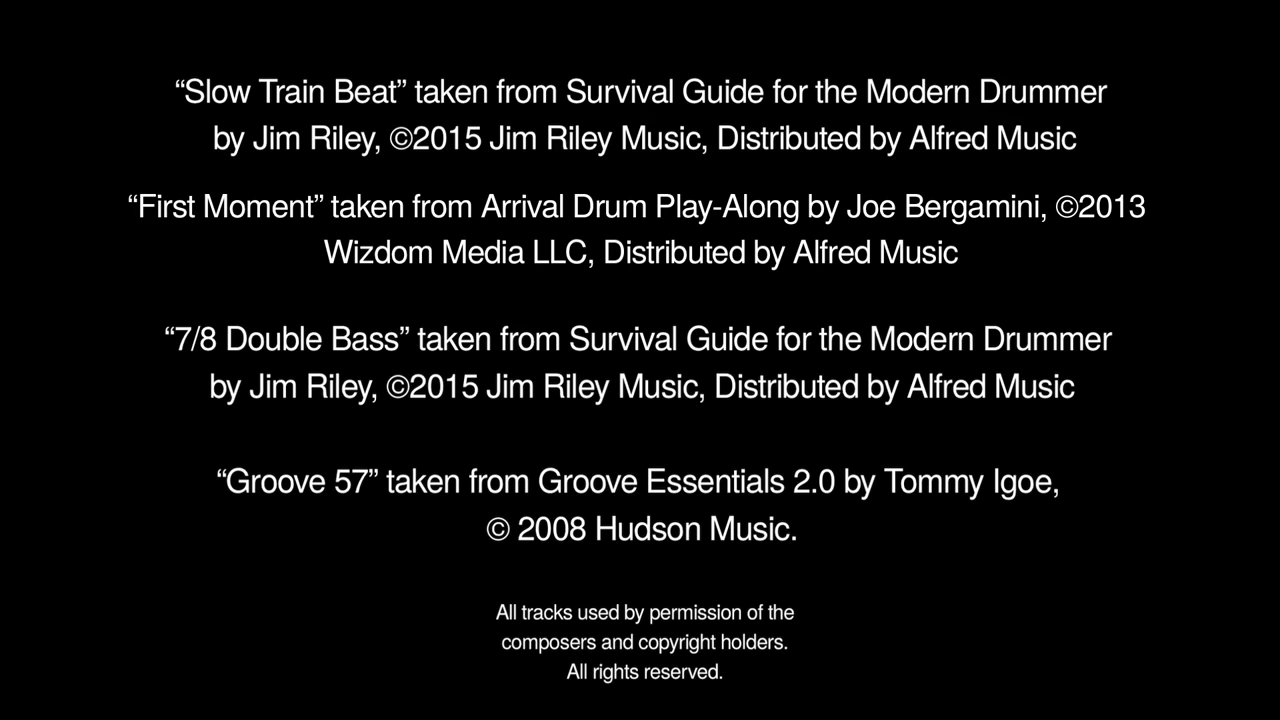 “Slow Train Beat” taken from Survival Guide for the Modern Drummer
by Jim Riley, ©2015 Jim Riley Music, Distributed by Alfred Music
“First Moment” taken from Arrival Drum Play-Along by Joe Bergamini, ©2013
Wizdom Media LLC, Distributed by Alfred Music
“7/8 Double Bass” taken from Survival Guide for the Modern Drummer
by Jim Riley, ©2015 Jim Riley Music, Distributed by Alfred Music
“Groove 57” taken from Groove Essentials 2.0 by Tommy Igoe,
© 2008 Hudson Music.
All tracks used by permission of the
composers and copyright holders.
All rights reserved.